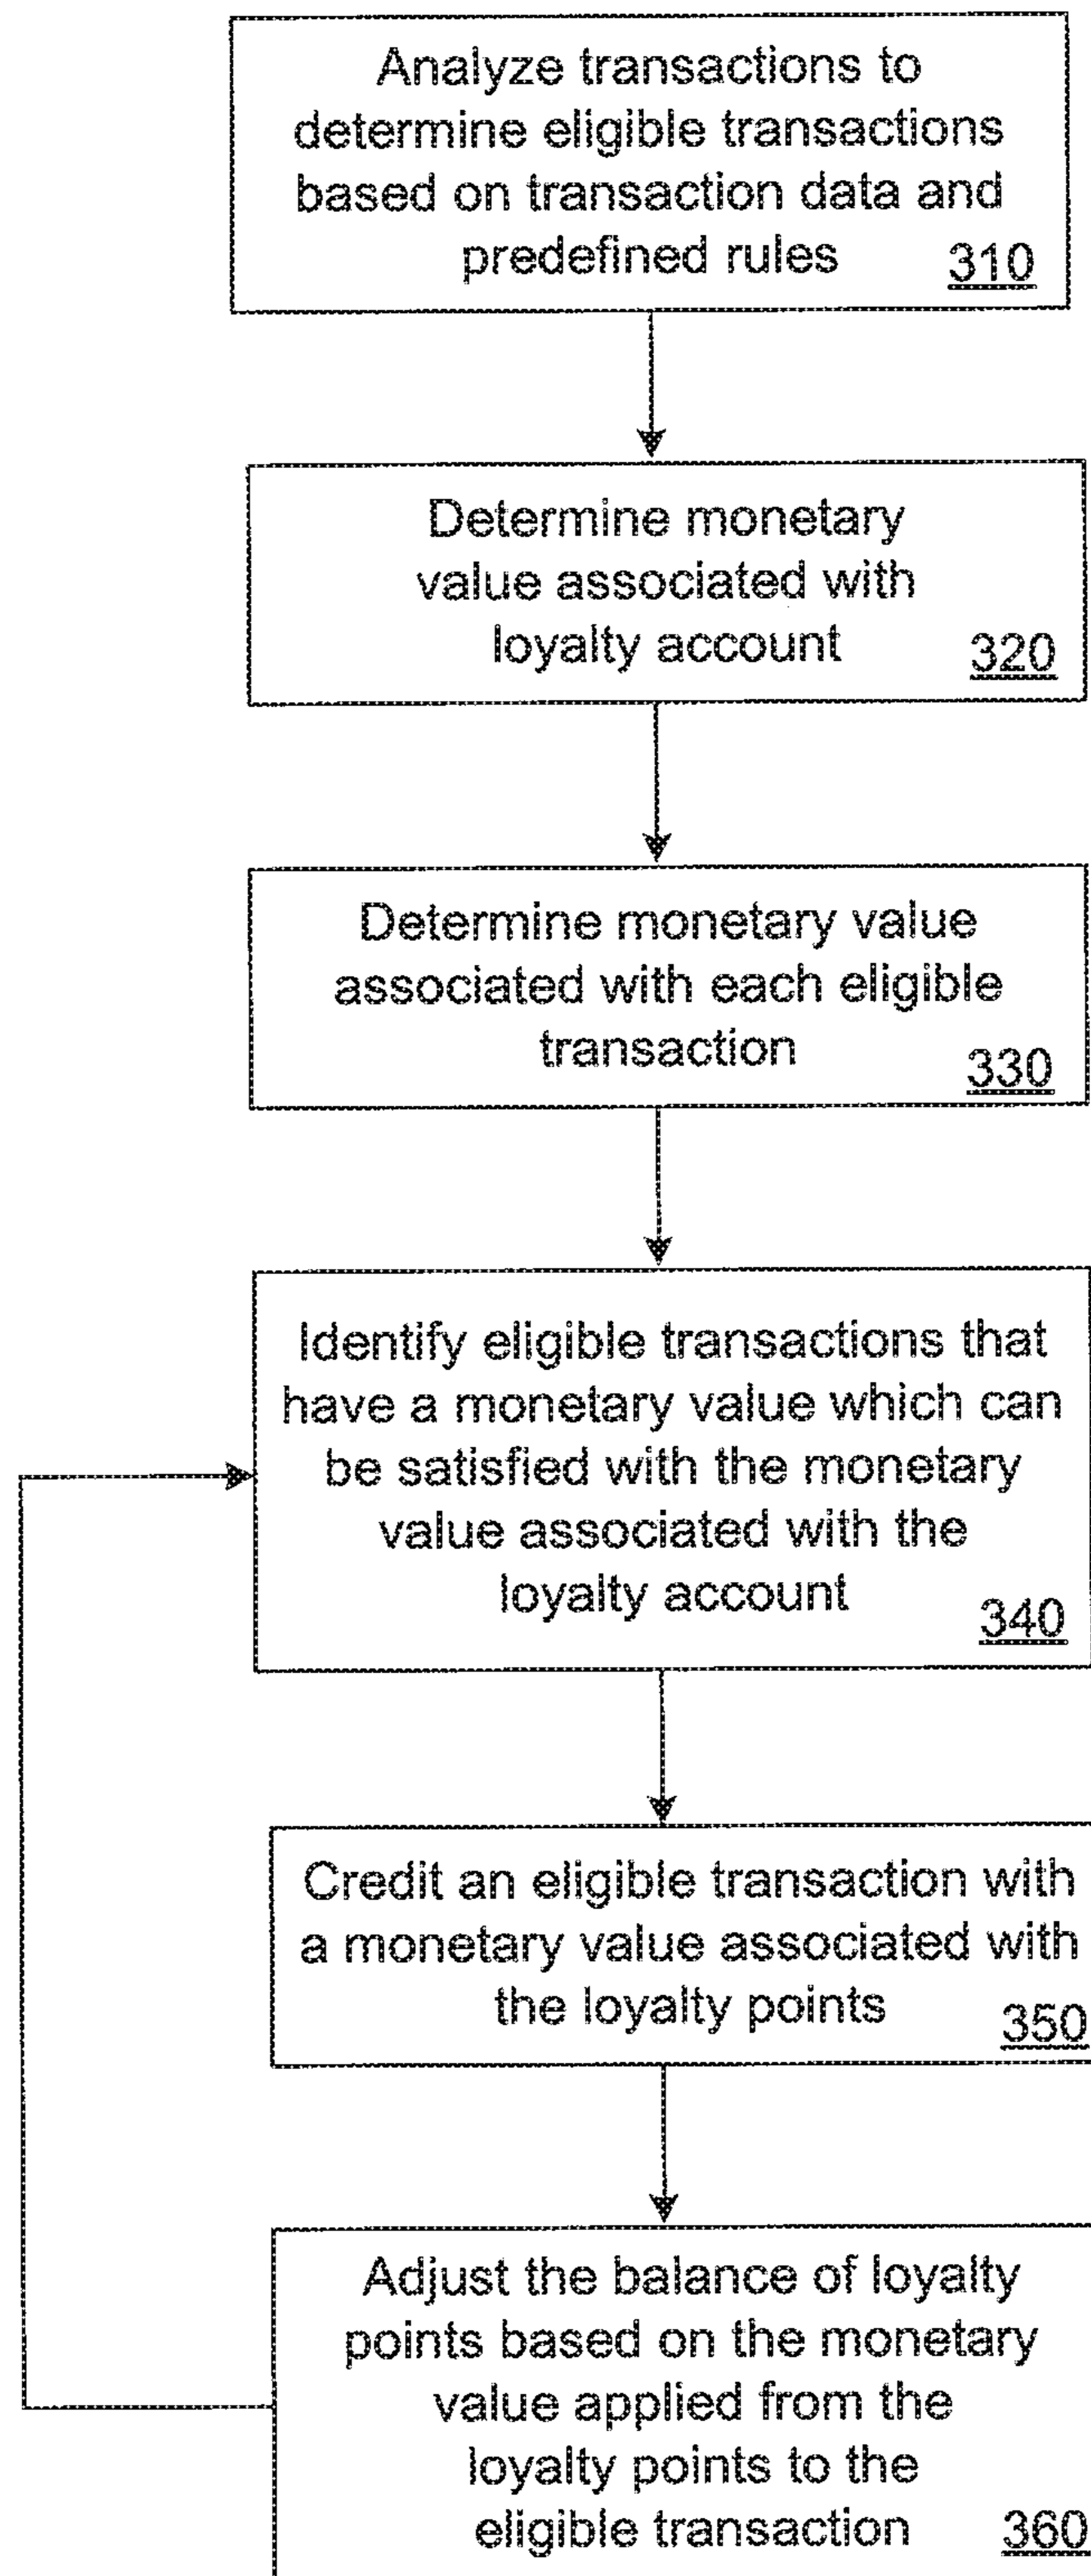 Analyze transactions to
determine eligible transactions
based on transaction data and
predefined rules 310
Determine monetary
value associated with
loyalty account 320
Determine monetary value
associated with each eligible
transaction 330
Identify eligible transactions that
have a monetary value which can
be satisfied with the monetary
value associated with the
loyalty account 340
Credit an eligible transaction with
a monetary value associated with
the loyalty points 350
Adjust the balance of loyalty
points based on the monetary
value applied from the
loyalty points to the
eligible transaction 360